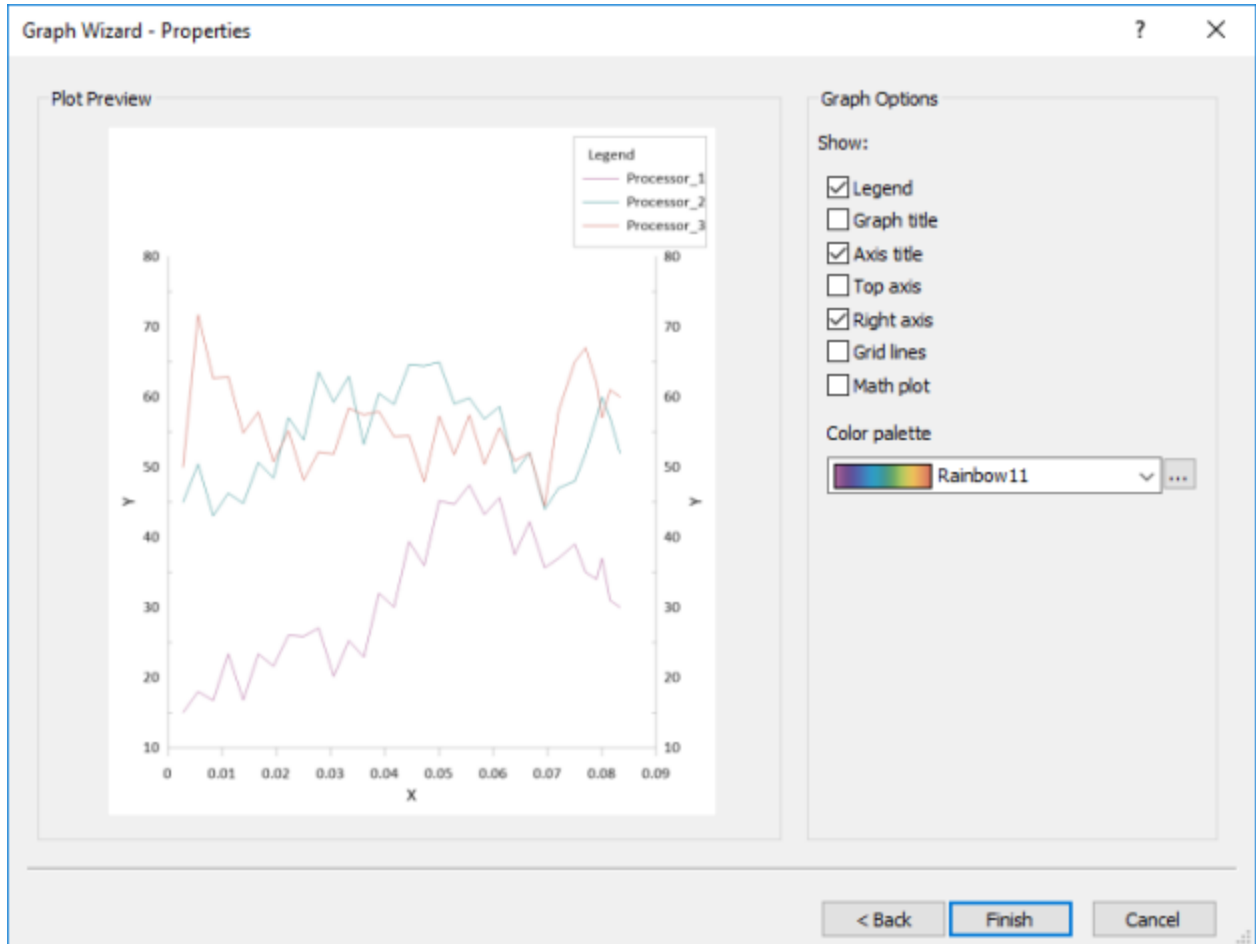 Graph Wizard - Properties
?
Plot Preview
Legend
Processor_1
Processor_2
Processor_3
80
70
60
50
40
30
20
10
Y
80
70
60
50
40
30
20
10
Y
0 0.01 0.02 0.03 0.04 0.05 0.06 0.07 0.08 0.09
X
Graph Options
Show:
Legend
Graph title
Axis title
Top axis
Right axis
Grid lines
Math plot
Color palette
Rainbow11
...
< Back Finish Cancel